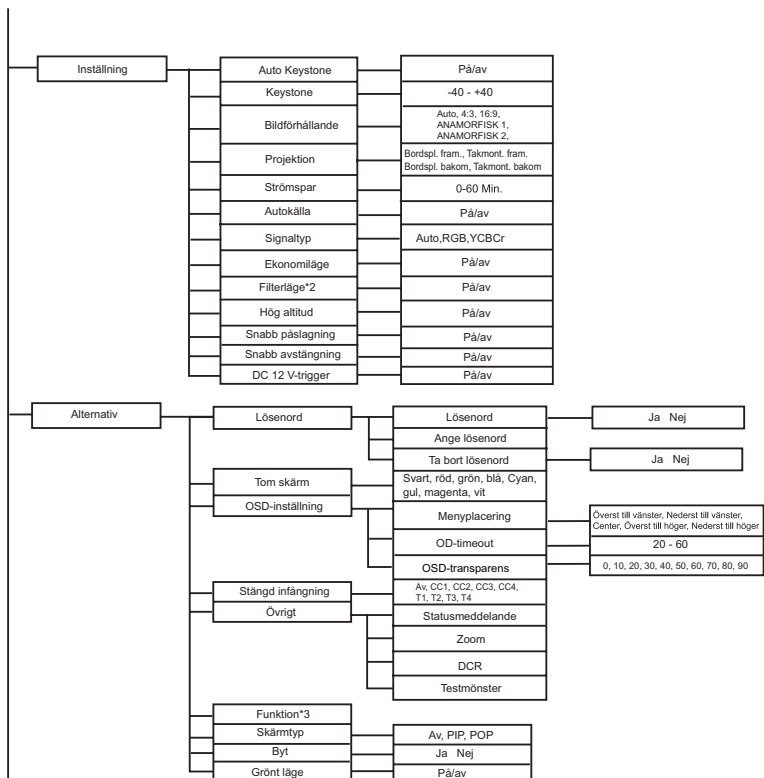 Inställning
Auto Keystone
På/av
Keystone
-40 - +40
Bildförhållande
Auto, 4:3, 16:9,
ANAMORFISK 1,
ANAMORFISK 2,
Projektion
Bordspl. fram., Takmont. fram.
Bordspl. bakom, Takmont. bakom
Strömspar
0-60 Min.
Autokälla
På/av
Signaltyp
Auto,RGB,YCBCr
Ekonomiläge
På/av
Filterläge*2
På/av
Hög altitud
På/av
Snabb påslagning
På/av
Snabb avstängning
På/av
DC 12 V-trigger
På/av
Alternativ
Lösenord
Lösenord
Ja Nej
Ange lösenord
Ta bort lösenord
Ja Nej
Tom skärm
Svart, röd, grön, blå, Cyan,
gul, magenta, vit
OSD-inställning
Menyplacering
Överst till vänster, Nederst till vänster,
Center, Överst till höger, Nederst till höger
OD-timeout
20 - 60
OSD-transparens
0, 10, 20, 30, 40, 50, 60, 70, 80, 90
Stängd infångning
Av, CC1, CC2, CC3, CC4,
T1, T2, T3, T4
Övrigt
Statusmeddelande
Zoom
DCR
Testmönster
Funktion*3
Skärmtyp
Av, PIP, POP
Byt
Ja Nej
Grönt läge
På/av